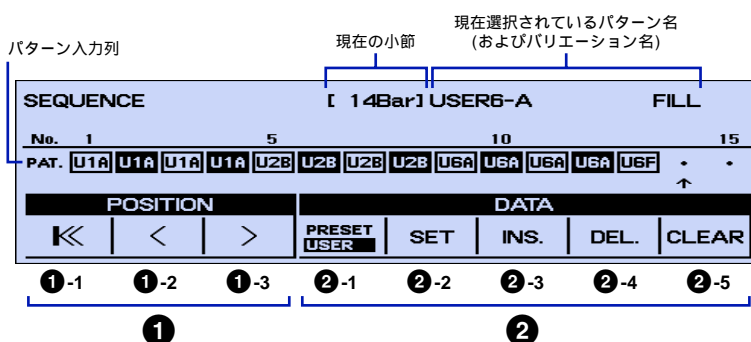 現在選択されているパターン名
(およびバリエーション名)
現在の小節
パターン入力列
SEQUENCE [ 14Bar] USER6-A FILL
No. 1 5 10 15
PAT. U1A U1A U1A U1A U2B U2B U2B U2B U6A U6A U6A U6A U6F • •
↑
POSITION DATA
|≪ < > PRESET USER SET INS. DEL. CLEAR
❶-1 ❶-2 ❶-3 ❷-1 ❷-2 ❷-3 ❷-4 ❷-5
❶ ❷